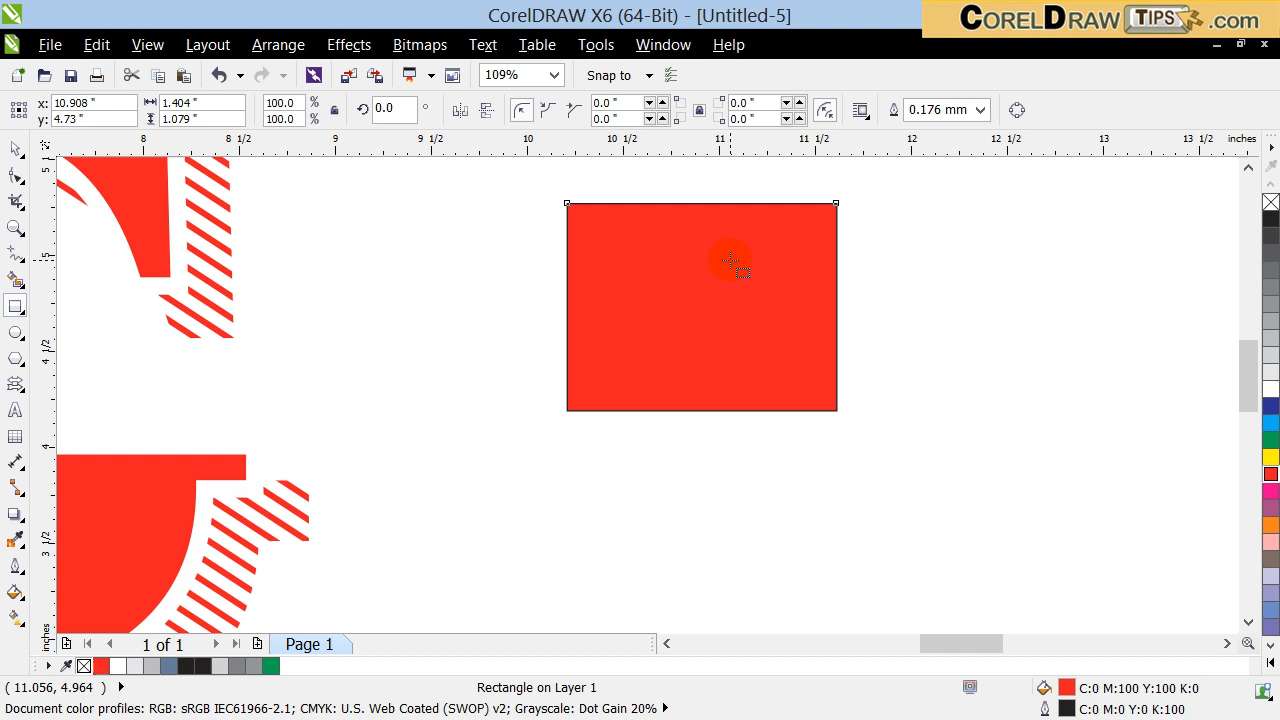 CorelDRAW X6 (64-Bit) - [Untitled-5]
CORELDRAW TIPS .com
File Edit View Layout Arrange Effects Bitmaps Text Table Tools Window Help
109% Snap to
x: 10.908 " 1.404 " 100.0 % 0.0 ° 0.0 " 0.0 " 0.176 mm
y: 4.73 " 1.079 " 100.0 % 0.0 " 0.0 "
8 8 1/2 9 9 1/2 10 10 1/2 11 11 1/2 12 12 1/2 13 13 1/2 inches
5
5
4 1/2
4
3 1/2
inches
1 of 1 Page 1
( 11.056, 4.964 ) Rectangle on Layer 1 C:0 M:100 Y:100 K:0
Document color profiles: RGB: sRGB IEC61966-2.1; CMYK: U.S. Web Coated (SWOP) v2; Grayscale: Dot Gain 20% C:0 M:0 Y:0 K:100